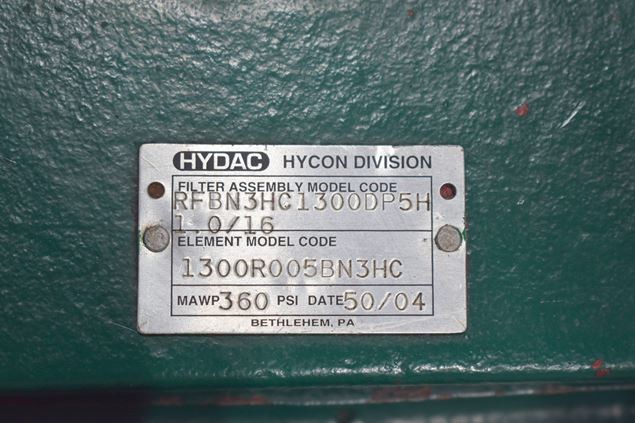 HYDAC HYCON DIVISION
FILTER ASSEMBLY MODEL CODE
RFBN3HC1300DP5H
1.0/16
ELEMENT MODEL CODE
1300R005BN3HC
MAWP 360 PSI DATE 50/04
BETHLEHEM, PA